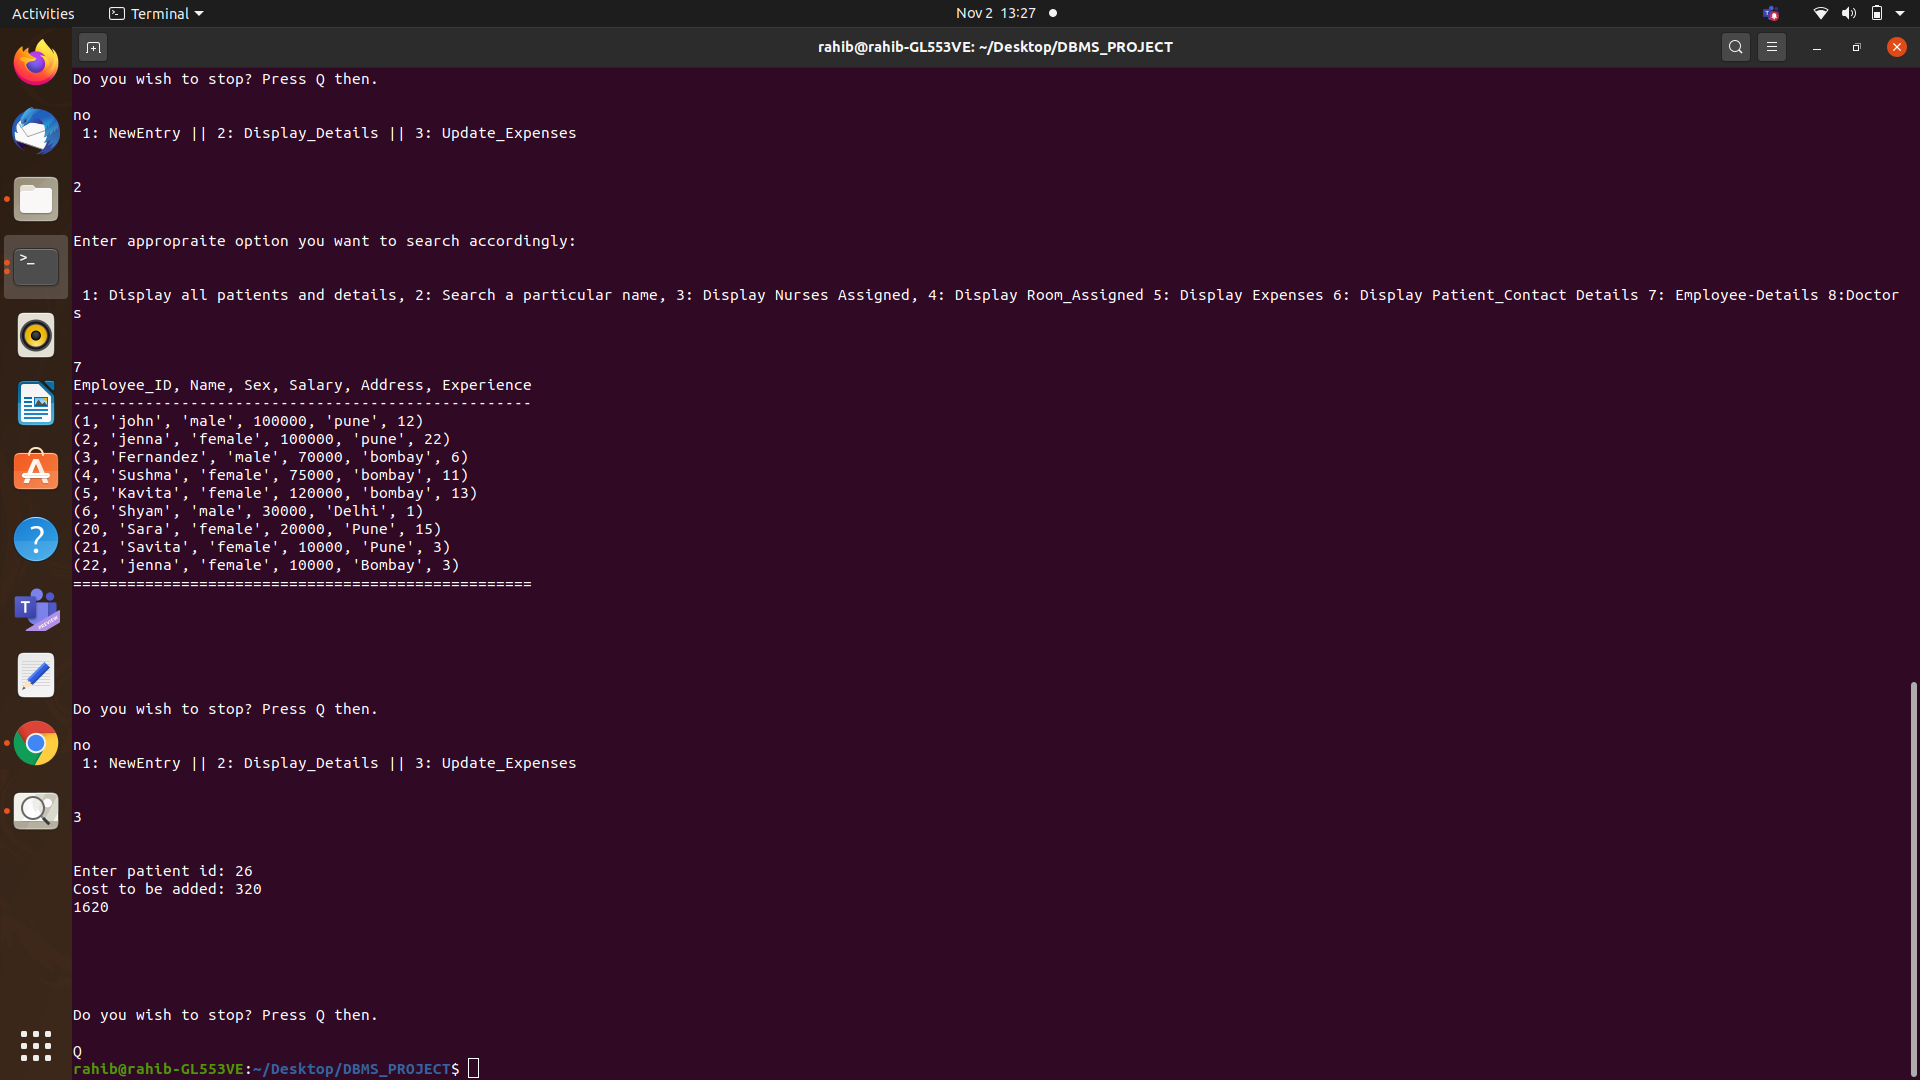 Activities
Terminal
Nov 2 13:27
rahib@rahib-GL553VE: ~/Desktop/DBMS_PROJECT
Do you wish to stop? Press Q then.
no
1: NewEntry || 2: Display_Details || 3: Update_Expenses
2
Enter appropraite option you want to search accordingly:
1: Display all patients and details, 2: Search a particular name, 3: Display Nurses Assigned, 4: Display Room_Assigned 5: Display Expenses 6: Display Patient_Contact Details 7: Employee-Details 8:Doctor
s
7
Employee_ID, Name, Sex, Salary, Address, Experience
---------------------------------------------------
(1, 'john', 'male', 100000, 'pune', 12)
(2, 'jenna', 'female', 100000, 'pune', 22)
(3, 'Fernandez', 'male', 70000, 'bombay', 6)
(4, 'Sushma', 'female', 75000, 'bombay', 11)
(5, 'Kavita', 'female', 120000, 'bombay', 13)
(6, 'Shyam', 'male', 30000, 'Delhi', 1)
(20, 'Sara', 'female', 20000, 'Pune', 15)
(21, 'Savita', 'female', 10000, 'Pune', 3)
(22, 'jenna', 'female', 10000, 'Bombay', 3)
===================================================
Do you wish to stop? Press Q then.
no
1: NewEntry || 2: Display_Details || 3: Update_Expenses
3
Enter patient id: 26
Cost to be added: 320
1620
Do you wish to stop? Press Q then.
Q
rahib@rahib-GL553VE:~/Desktop/DBMS_PROJECT$